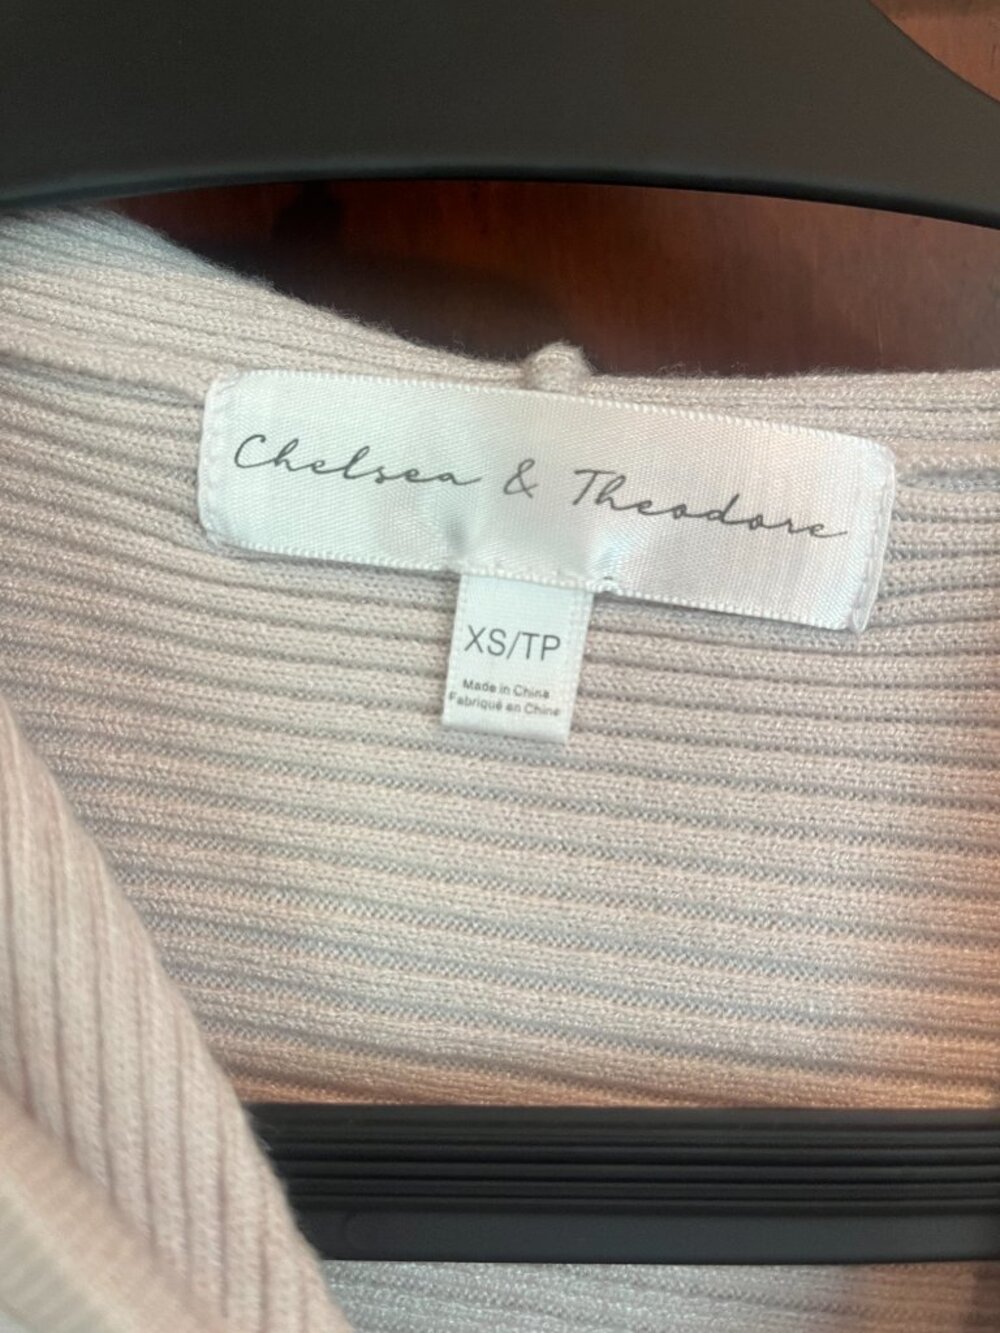 Chelsea & Theodore
XS/TP
Made in China
Fabriqué en Chine